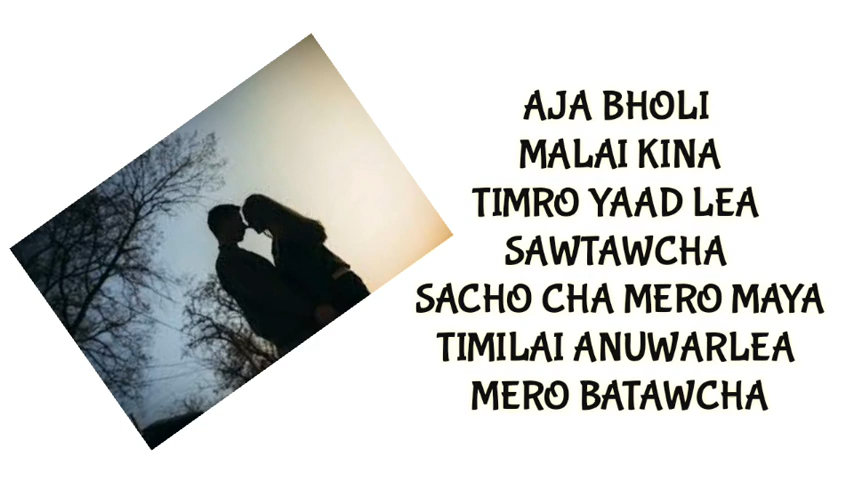 AJA BHOLI
MALAI KINA
TIMRO YAAD LEA
SAWTAWCHA
SACHO CHA MERO MAYA
TIMILAI ANUWARLEA
MERO BATAWCHA